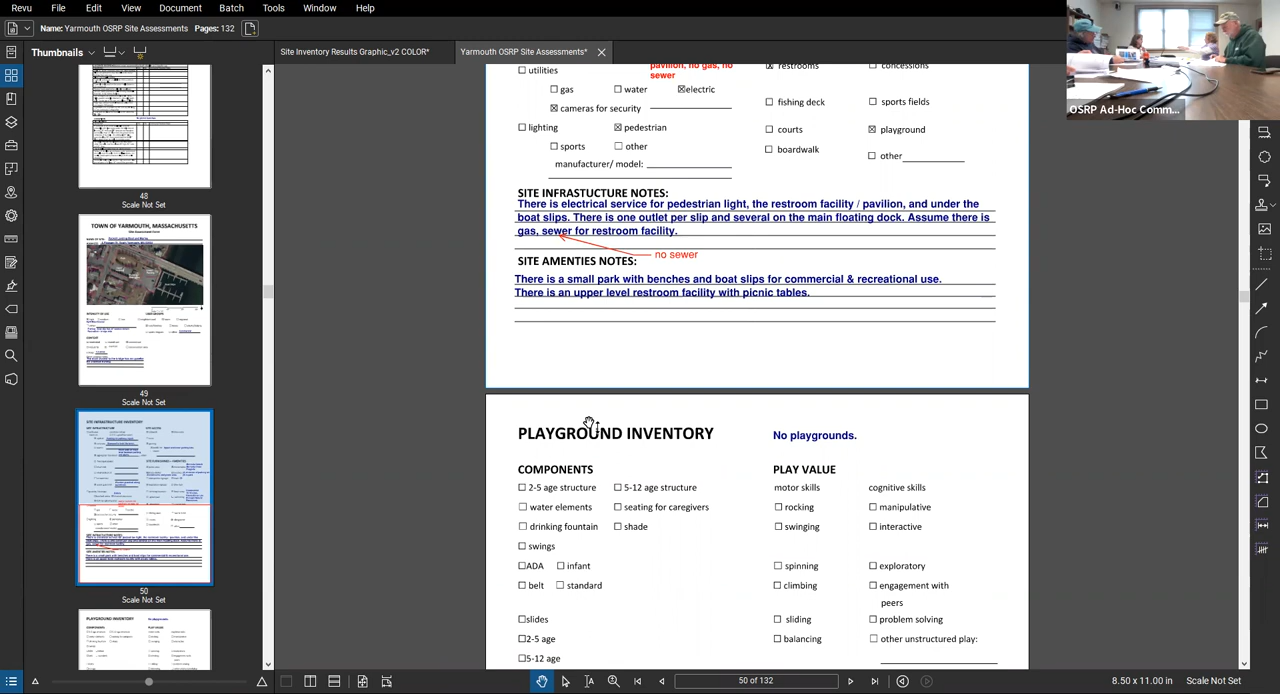 Revu File Edit View Document Batch Tools Window Help
Name: Yarmouth OSRP Site Assessments Pages: 132
Thumbnails
Site Inventory Results Graphic_v2 COLOR*
Yarmouth OSRP Site Assessments*
OSRP Ad-Hoc Comm...
48
Scale Not Set
TOWN OF YARMOUTH, MASSACHUSETTS
49
Scale Not Set
50
Scale Not Set
PLAYGROUND INVENTORY
utilities
pavilion, no gas, no
sewer
restrooms
concessions
gas water electric
cameras for security
fishing deck
sports fields
lighting pedestrian
courts
playground
sports other
boardwalk
other
manufacturer/ model:
SITE INFRASTUCTURE NOTES:
There is electrical service for pedestrian light, the restroom facility / pavilion, and under the
boat slips. There is one outlet per slip and several on the main floating dock. Assume there is
gas, sewer for restroom facility.
no sewer
SITE AMENTIES NOTES:
There is a small park with benches and boat slips for commercial & recreational use.
There is an upper level restroom facility with picnic tables.
PLAYGROUND INVENTORY
No playgrounds.
COMPONENTS
PLAY VALUE
2-5 age structure 5-12 age structure
motor skills cognitive skills
water elements seating for caregivers
rocking manipulative
drinking fountain shade
swinging interactive
swings
ADA infant
spinning exploratory
belt standard
climbing engagement with
peers
slides
sliding problem solving
2-5 age
balancing other unstructured play:
5-12 age
50 of 132
8.50 x 11.00 in Scale Not Set